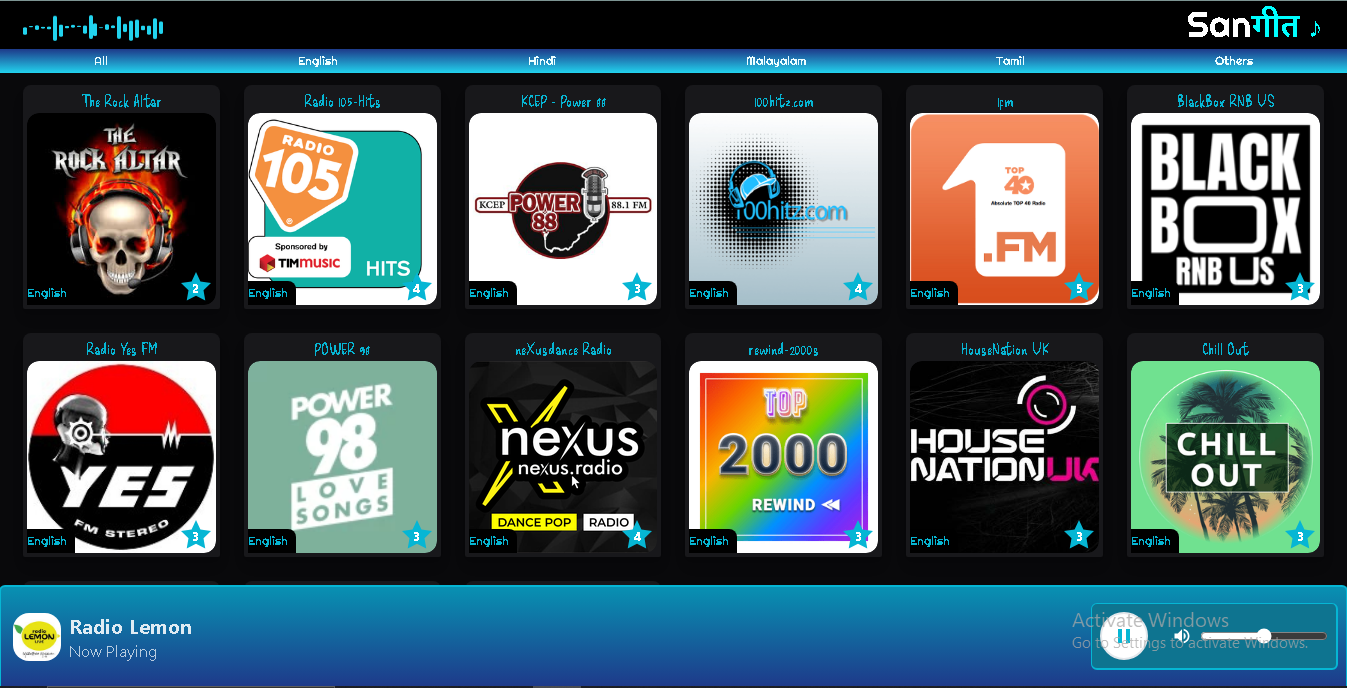 Sanगीत ♪
All English Hindi Malayalam Tamil Others
The Rock Altar
THE
ROCK ALTAR
English
2
Radio 105-Hits
RADIO
105
Sponsored by
TIMMUSIC
HITS
English
4
KCEP - Power 88
KCEP POWER 88.1 FM
88
English
3
100hitz.com
100hitz.com
English
4
1fm
TOP
40
Absolute TOP 40 Radio
1.FM
English
5
BlackBox RNB US
BLACK
BOX
RNB US
English
3
Radio Yes FM
YES
FM STEREO
English
3
POWER 98
POWER
98
LOVE
SONGS
English
3
neXusdance Radio
nexus
nexus.radio
DANCE POP RADIO
English
4
rewind-2000s
TOP
2000
REWIND
English
3
HouseNation UK
HOUSE
NATIONUK
English
3
Chill Out
CHILL
OUT
English
3
radio
LEMON
LIVE
Radio Lemon
Now Playing
Activate Windows
Go to Settings to activate Windows.